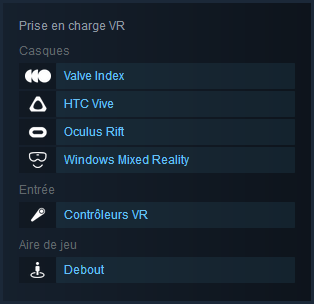 Prise en charge VR
Casques
Valve Index
HTC Vive
Oculus Rift
Windows Mixed Reality
Entrée
Contrôleurs VR
Aire de jeu
Debout